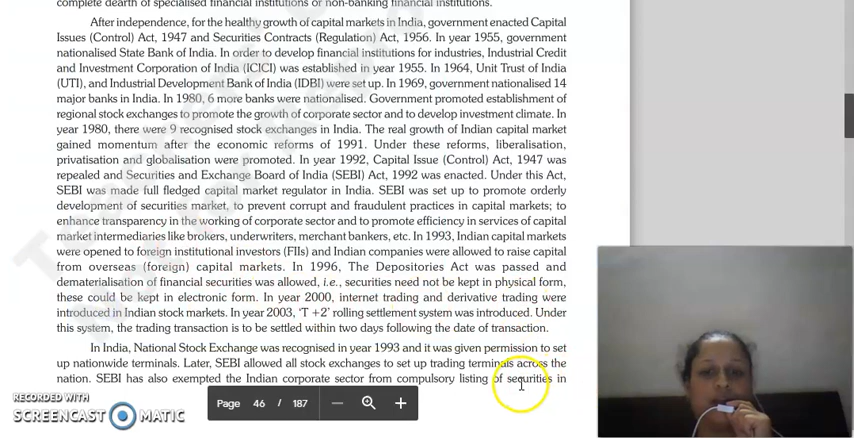 complete dearth of specialised financial institutions or non-banking financial institutions.
After independence, for the healthy growth of capital markets in India, government enacted Capital
Issues (Control) Act, 1947 and Securities Contracts (Regulation) Act, 1956. In year 1955, government
nationalised State Bank of India. In order to develop financial institutions for industries, Industrial Credit
and Investment Corporation of India (ICICI) was established in year 1955. In 1964, Unit Trust of India
(UTI), and Industrial Development Bank of India (IDBI) were set up. In 1969, government nationalised 14
major banks in India. In 1980, 6 more banks were nationalised. Government promoted establishment of
regional stock exchanges to promote the growth of corporate sector and to develop investment climate. In
year 1980, there were 9 recognised stock exchanges in India. The real growth of Indian capital market
gained momentum after the economic reforms of 1991. Under these reforms, liberalisation,
privatisation and globalisation were promoted. In year 1992, Capital Issue (Control) Act, 1947 was
repealed and Securities and Exchange Board of India (SEBI) Act, 1992 was enacted. Under this Act,
SEBI was made full fledged capital market regulator in India. SEBI was set up to promote orderly
development of securities market, to prevent corrupt and fraudulent practices in capital markets; to
enhance transparency in the working of corporate sector and to promote efficiency in services of capital
market intermediaries like brokers, underwriters, merchant bankers, etc. In 1993, Indian capital markets
were opened to foreign institutional investors (FIIs) and Indian companies were allowed to raise capital
from overseas (foreign) capital markets. In 1996, The Depositories Act was passed and
dematerialisation of financial securities was allowed, i.e., securities need not be kept in physical form,
these could be kept in electronic form. In year 2000, internet trading and derivative trading were
introduced in Indian stock markets. In year 2003, 'T +2' rolling settlement system was introduced. Under
this system, the trading transaction is to be settled within two days following the date of transaction.
In India, National Stock Exchange was recognised in year 1993 and it was given permission to set
up nationwide terminals. Later, SEBI allowed all stock exchanges to set up trading terminals across the
nation. SEBI has also exempted the Indian corporate sector from compulsory listing of securities in
Page 46 / 187
RECORDED WITH
SCREENCAST MATIC